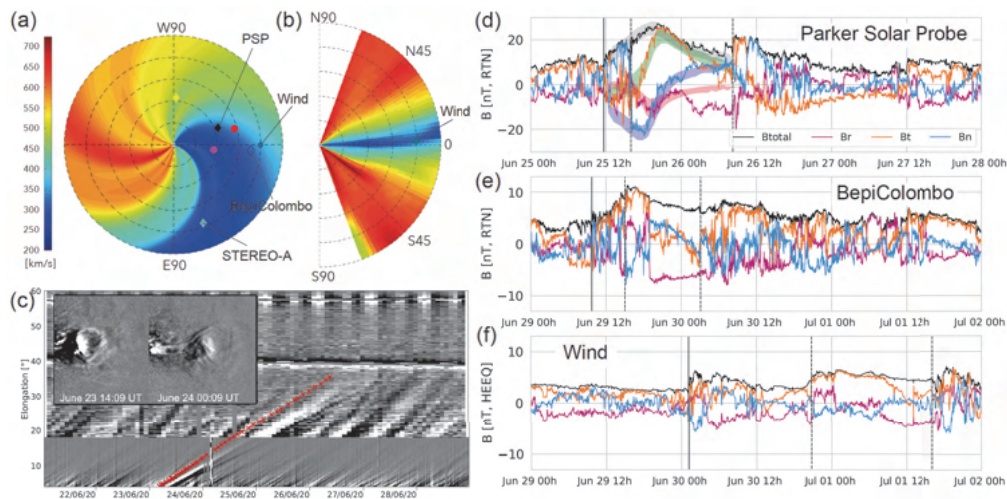 (a)
W90
PSP
Wind
700
650
600
550
500
450
400
350
300
250
200
[km/s]
BepiColombo
STEREO-A
E90
(b)
N90
N45
Wind
0
S45
S90
(c)
Elongation [°]
60
50
40
30
20
10
June 23 14:09 UT
June 24 00:09 UT
22/06/20 23/06/20 24/06/20 25/06/20 26/06/20 27/06/20 28/06/20
(d)
Parker Solar Probe
B [nT, RTN]
20
0
−20
Btotal Br Bt Bn
Jun 25 00h Jun 25 12h Jun 26 00h Jun 26 12h Jun 27 00h Jun 27 12h Jun 28 00h
(e)
BepiColombo
B [nT, RTN]
10
0
−10
Jun 29 00h Jun 29 12h Jun 30 00h Jun 30 12h Jul 01 00h Jul 01 12h Jul 02 00h
(f)
Wind
B [nT, HEEQ]
10
0
−10
Jun 29 00h Jun 29 12h Jun 30 00h Jun 30 12h Jul 01 00h Jul 01 12h Jul 02 00h